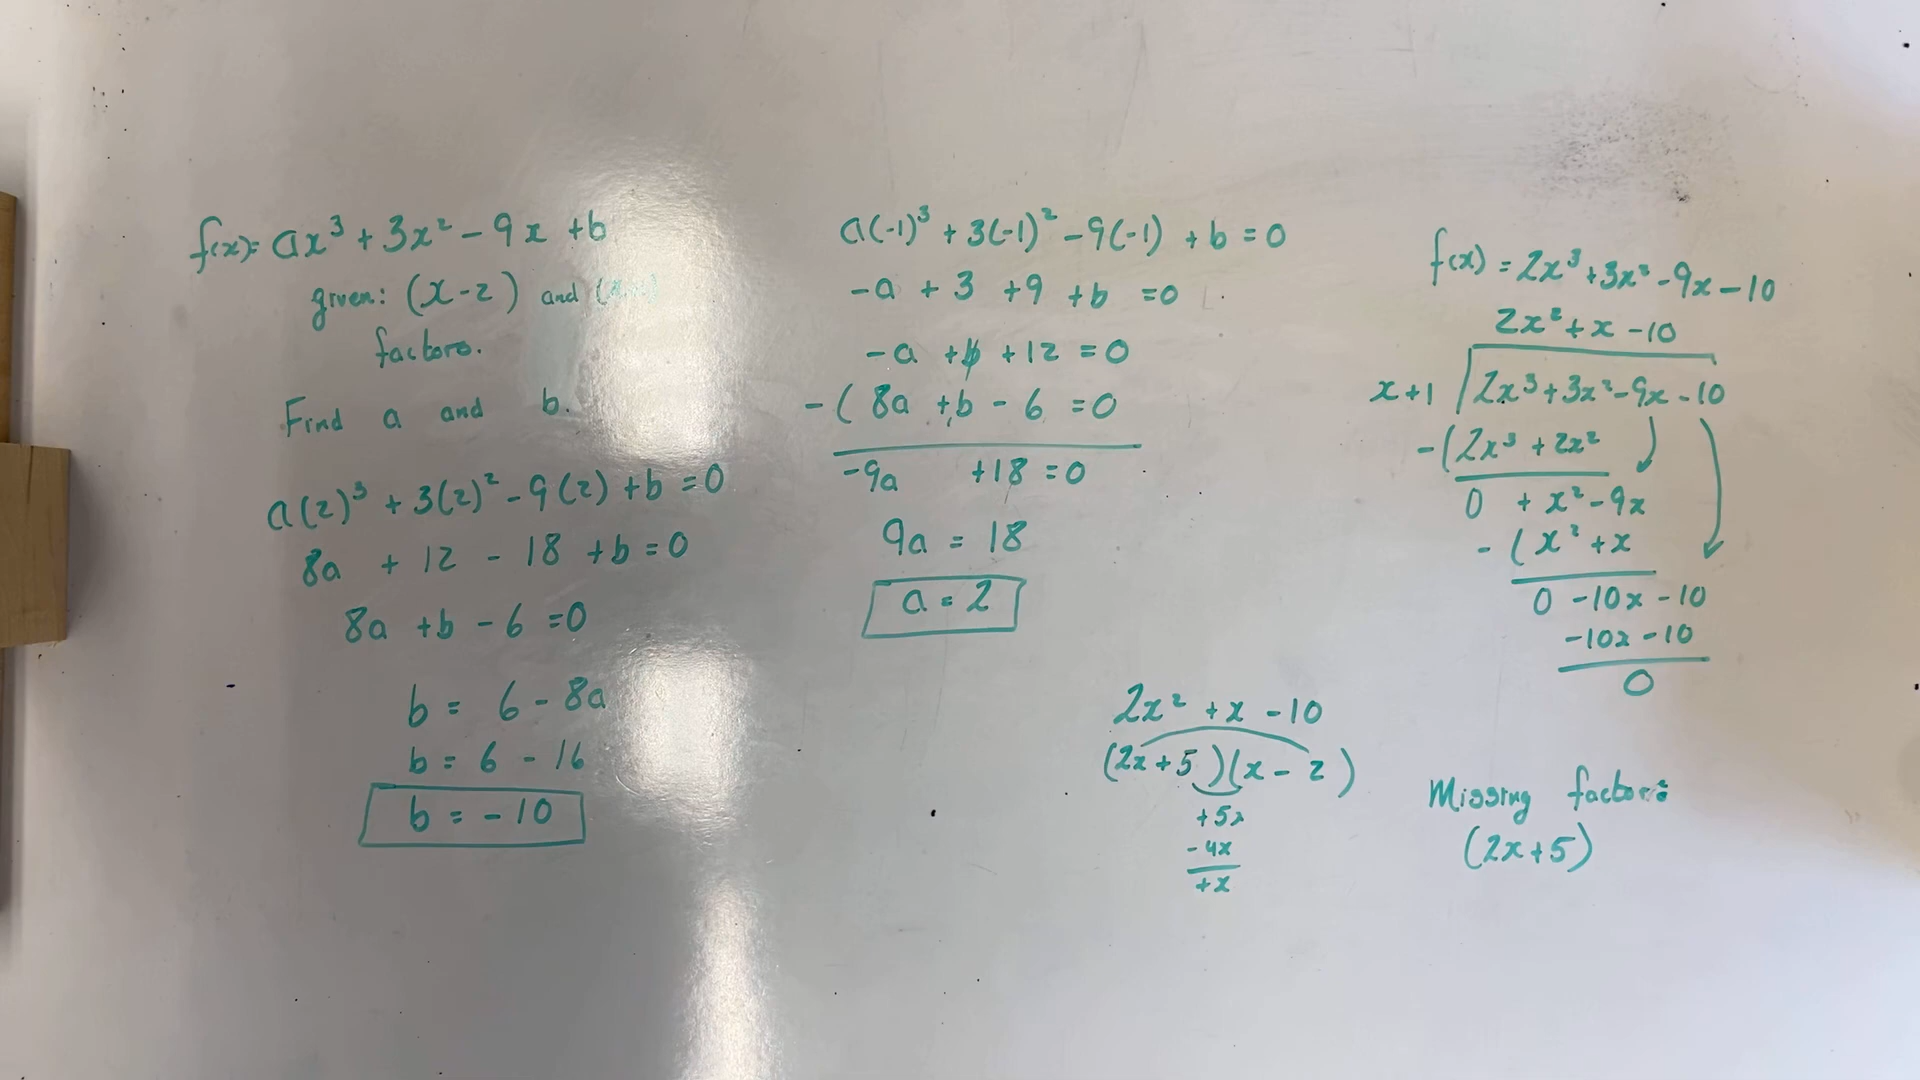 f(x)= ax³ + 3x² - 9x + b
given: (x-2) and
factors.
Find a and b.
a(2)³ + 3(2)² - 9(2) + b = 0
8a + 12 - 18 + b = 0
8a + b - 6 = 0
b = 6 - 8a
b = 6 - 16
b = -10
a(-1)³ + 3(-1)² - 9(-1) + b = 0
-a + 3 + 9 + b = 0
-a + b + 12 = 0
-( 8a + b - 6 = 0
-9a + 18 = 0
9a = 18
a = 2
f(x) = 2x³ + 3x² - 9x - 10
2x² + x - 10
x+1 2x³ + 3x² - 9x - 10
-( 2x³ + 2x²
0 + x² - 9x
- ( x² + x
0 - 10x - 10
-10x - 10
0
2x² + x - 10
(2x + 5)(x - 2)
+5x
-4x
+x
Missing factor:
(2x+5)